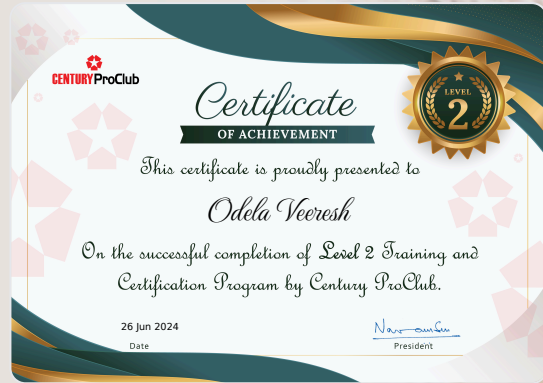 CENTURY ProClub
LEVEL
2
Certificate
OF ACHIEVEMENT
This certificate is proudly presented to
Odela Veeresh
On the successful completion of Level 2 Training and
Certification Program by Century ProClub.
26 Jun 2024
Date
President